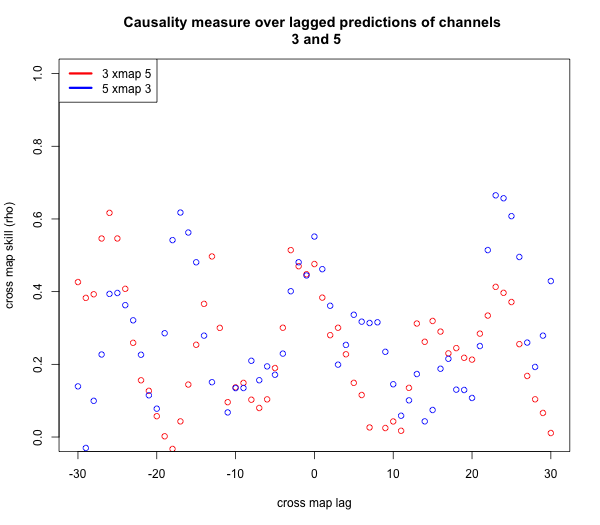 Causality measure over lagged predictions of channels
3 and 5
3 xmap 5
5 xmap 3
cross map skill (rho)
1.0
0.8
0.6
0.4
0.2
0.0
-30 -20 -10 0 10 20 30
cross map lag